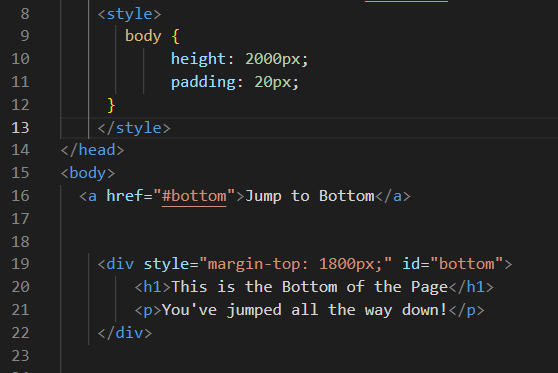 8 <style>
9 body {
10 height: 2000px;
11 padding: 20px;
12 }
13 </style>
14 </head>
15 <body>
16 <a href="#bottom">Jump to Bottom</a>
17
18
19 <div style="margin-top: 1800px;" id="bottom">
20 <h1>This is the Bottom of the Page</h1>
21 <p>You've jumped all the way down!</p>
22 </div>
23